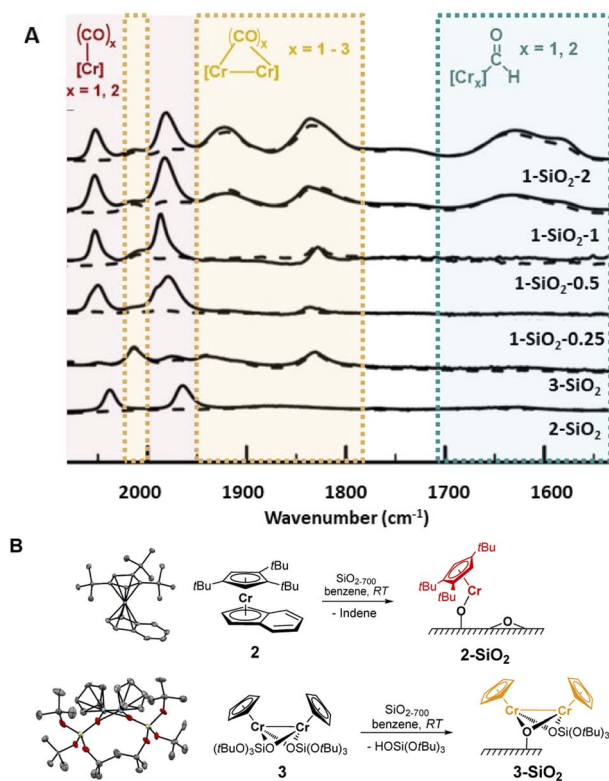 A
(CO)x
[Cr]
x = 1, 2
(CO)x
[Cr] [Cr]
x = 1 - 3
O
[Crx] C H
x = 1, 2
1-SiO2-2
1-SiO2-1
1-SiO2-0.5
1-SiO2-0.25
3-SiO2
2-SiO2
2000 1900 1800 1700 1600
Wavenumber (cm-1)
B
tBu
tBu tBu
Cr
2
SiO2-700
benzene, RT
- Indene
tBu
tBu tBu
Cr
O O
2-SiO2
Cr Cr
(tBuO)3SiO OSi(OtBu)3
3
SiO2-700
benzene, RT
- HOSi(OtBu)3
Cr Cr
O OSi(OtBu)3
3-SiO2